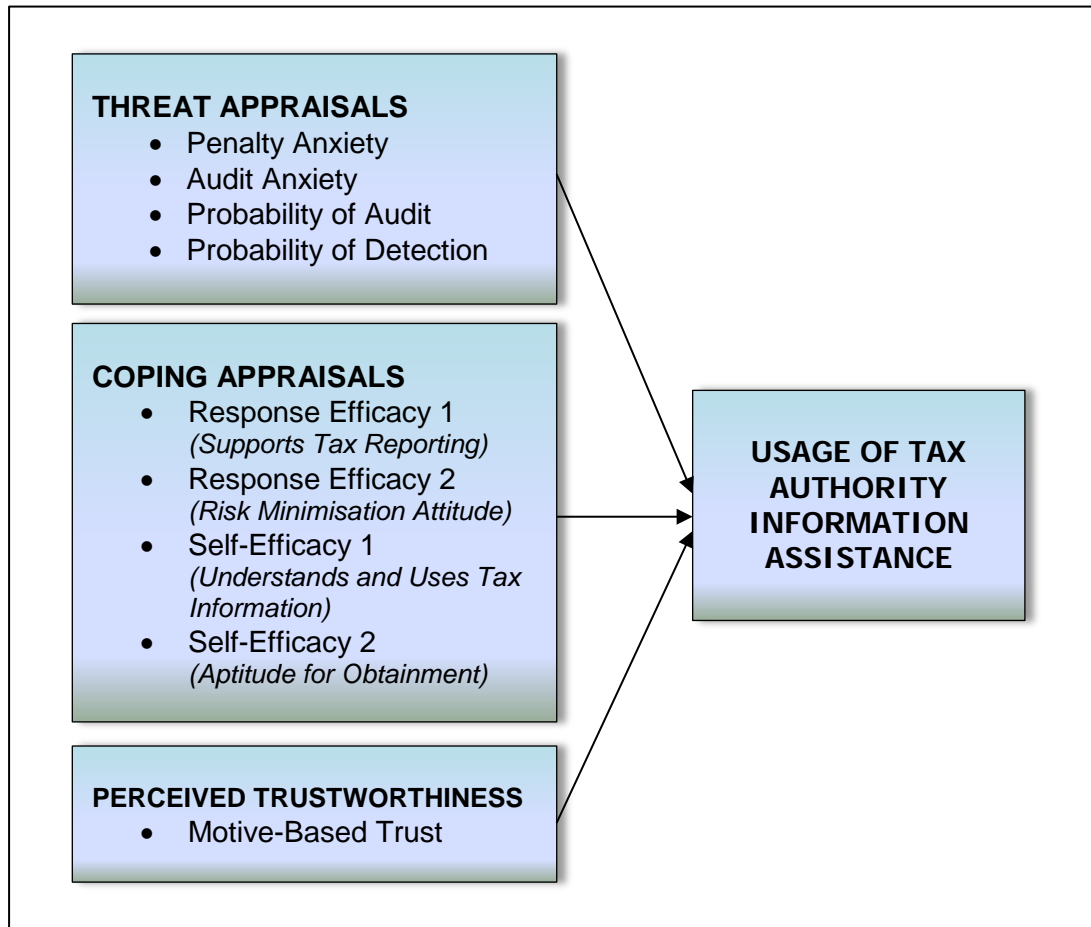 THREAT APPRAISALS
• Penalty Anxiety
• Audit Anxiety
• Probability of Audit
• Probability of Detection
COPING APPRAISALS
• Response Efficacy 1
(Supports Tax Reporting)
• Response Efficacy 2
(Risk Minimisation Attitude)
• Self-Efficacy 1
(Understands and Uses Tax
Information)
• Self-Efficacy 2
(Aptitude for Obtainment)
PERCEIVED TRUSTWORTHINESS
• Motive-Based Trust
USAGE OF TAX
AUTHORITY
INFORMATION
ASSISTANCE